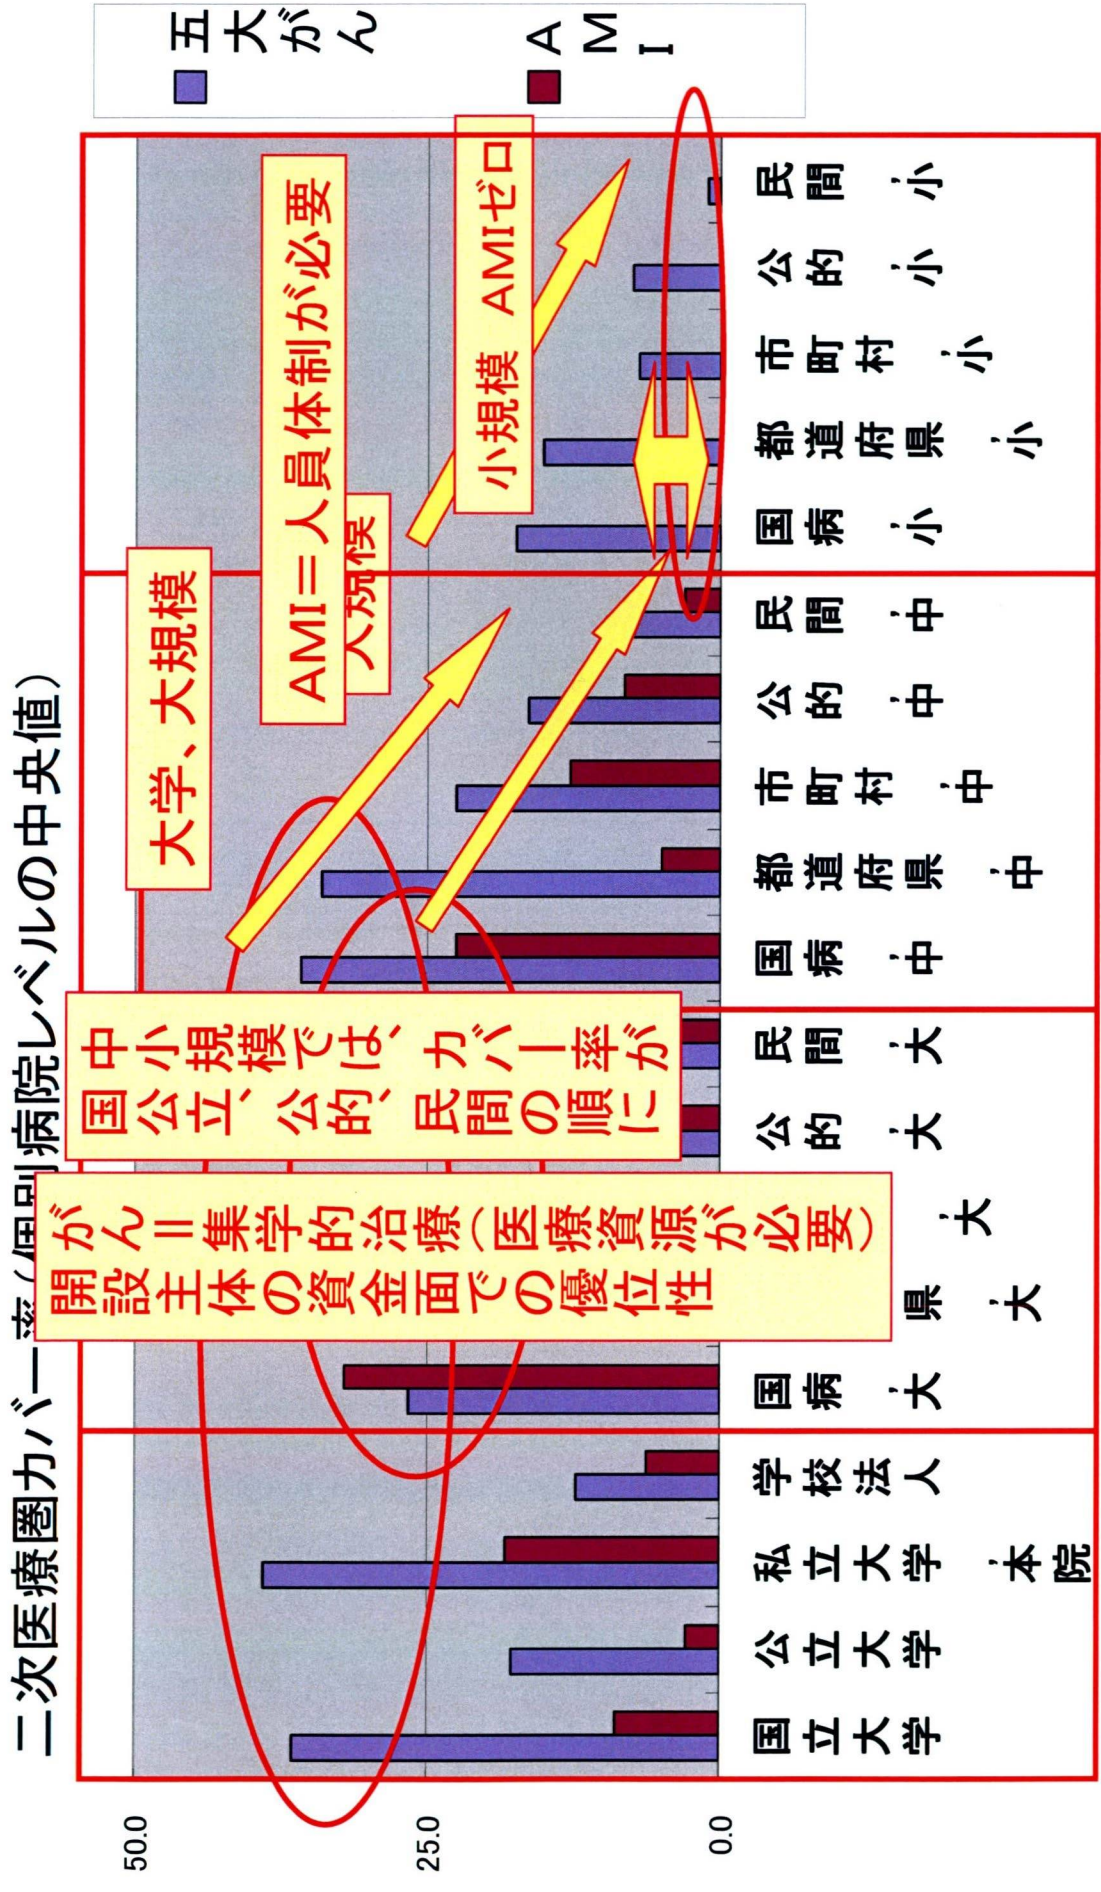 二次医療圏カバー率(個別病院レベルの中央値)
50.0
25.0
0.0
五大がん
AMI
大学、大規模
AMI=人員体制が必要
小規模 AMIゼロ
中小規模では、カバー率が
国公立、公的、民間の順に
がん=集学的治療(医療資源が必要)
開設主体の資金面での優位性
国立大学
公立大学
私立大学,本院
学校法人
国病,大
県,大
,大
公的,大
民間,大
国病,中
都道府県,中
市町村,中
公的,中
民間,中
国病,小
都道府県,小
市町村,小
公的,小
民間,小